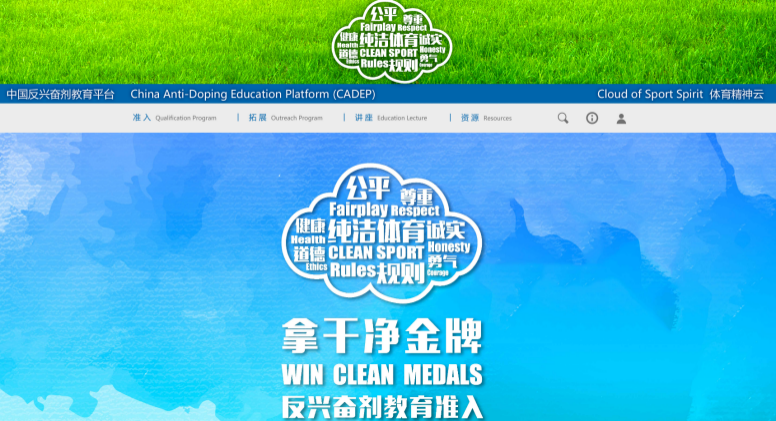 公平 尊重
Fairplay Respect
健康 纯洁体育 诚实
Health CLEAN SPORT Honesty
道德 Rules 规则 勇气
Ethics Courage
中国反兴奋剂教育平台 China Anti-Doping Education Platform (CADEP) Cloud of Sport Spirit 体育精神云
准入 Qualification Program | 拓展 Outreach Program | 讲座 Education Lecture | 资源 Resources
公平 尊重
Fairplay Respect
健康 纯洁体育 诚实
Health CLEAN SPORT Honesty
道德 Rules 规则 勇气
Ethics Courage
拿干净金牌
WIN CLEAN MEDALS
反兴奋剂教育准入